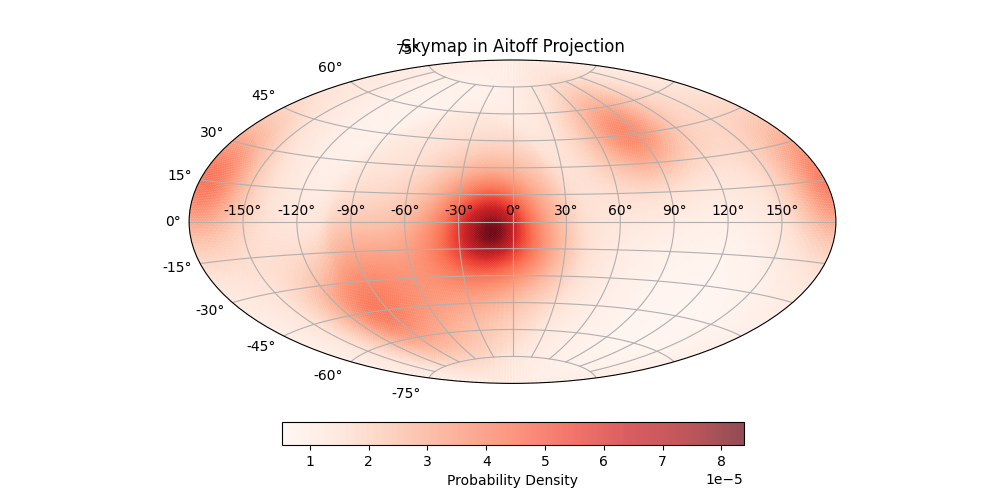 Skymap in Aitoff Projection
75°
60°
45°
30°
15°
-150° -120° -90° -60° -30° 0° 30° 60° 90° 120° 150°
0°
-15°
-30°
-45°
-60°
-75°
1 2 3 4 5 6 7 8
1e−5
Probability Density